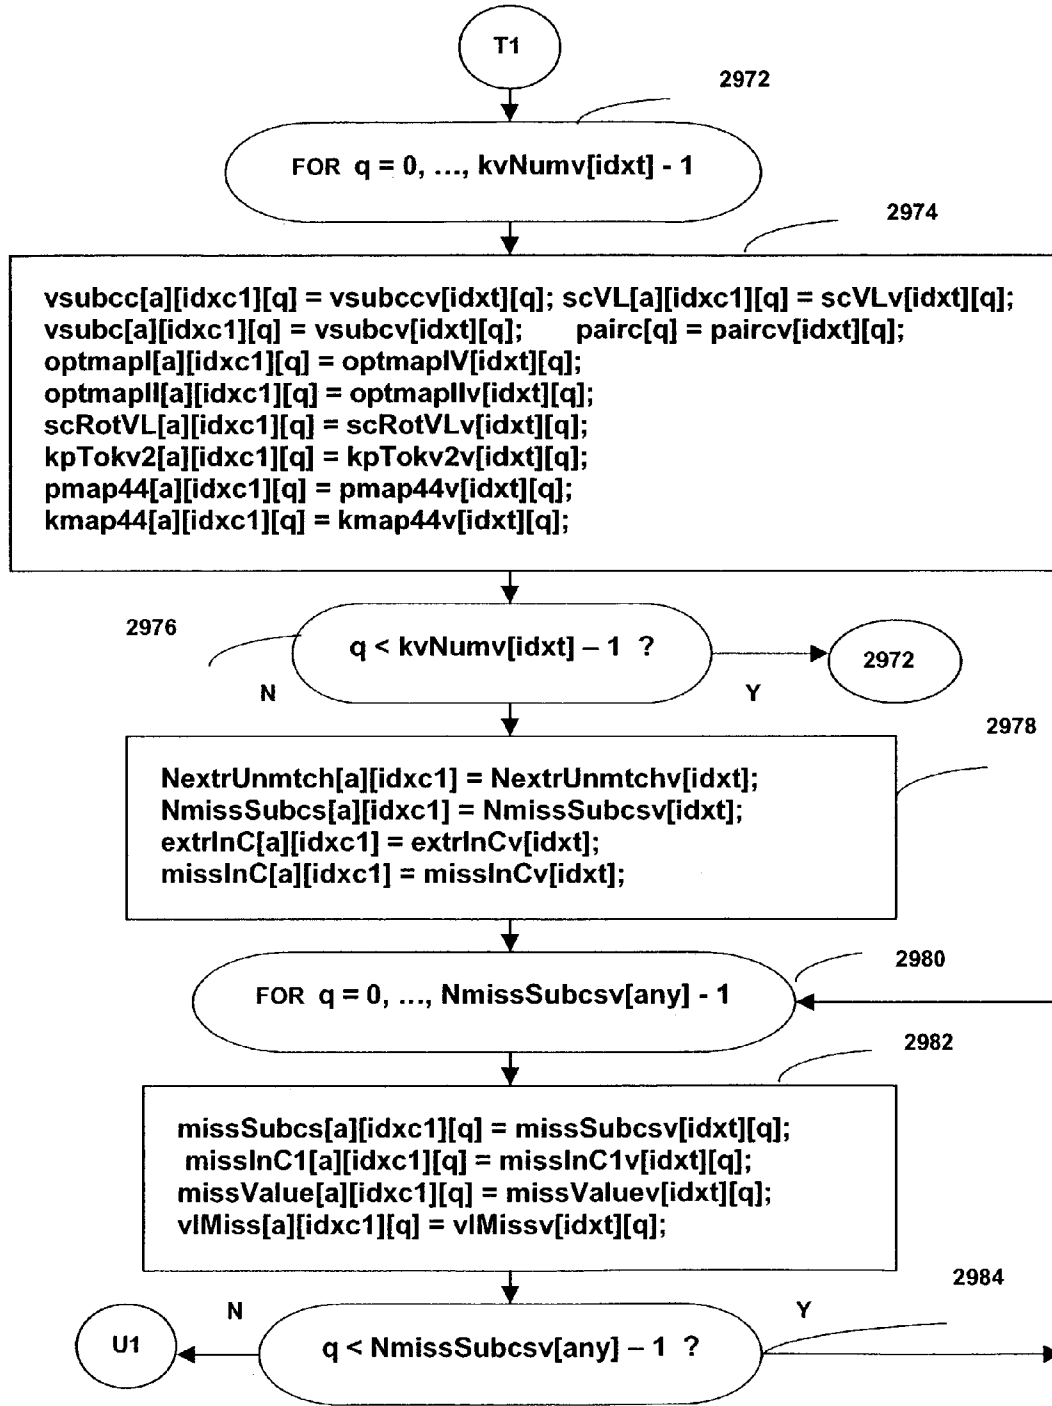 T1
2972
FOR q = 0, ..., kvNumv[idxt] - 1
2974
vsubcc[a][idxc1][q] = vsubccv[idxt][q]; scVL[a][idxc1][q] = scVLv[idxt][q];
vsubc[a][idxc1][q] = vsubcv[idxt][q]; pairc[q] = paircv[idxt][q];
optmapI[a][idxc1][q] = optmapIV[idxt][q];
optmapII[a][idxc1][q] = optmapIIv[idxt][q];
scRotVL[a][idxc1][q] = scRotVLv[idxt][q];
kpTokv2[a][idxc1][q] = kpTokv2v[idxt][q];
pmap44[a][idxc1][q] = pmap44v[idxt][q];
kmap44[a][idxc1][q] = kmap44v[idxt][q];
2976
q < kvNumv[idxt] – 1 ?
2972
N
Y
2978
NextrUnmtch[a][idxc1] = NextrUnmtchv[idxt];
NmissSubcs[a][idxc1] = NmissSubcsv[idxt];
extrInC[a][idxc1] = extrInCv[idxt];
missInC[a][idxc1] = missInCv[idxt];
2980
FOR q = 0, ..., NmissSubcsv[any] - 1
2982
missSubcs[a][idxc1][q] = missSubcsv[idxt][q];
missInC1[a][idxc1][q] = missInC1v[idxt][q];
missValue[a][idxc1][q] = missValuev[idxt][q];
vlMiss[a][idxc1][q] = vlMissv[idxt][q];
2984
N
Y
U1
q < NmissSubcsv[any] – 1 ?